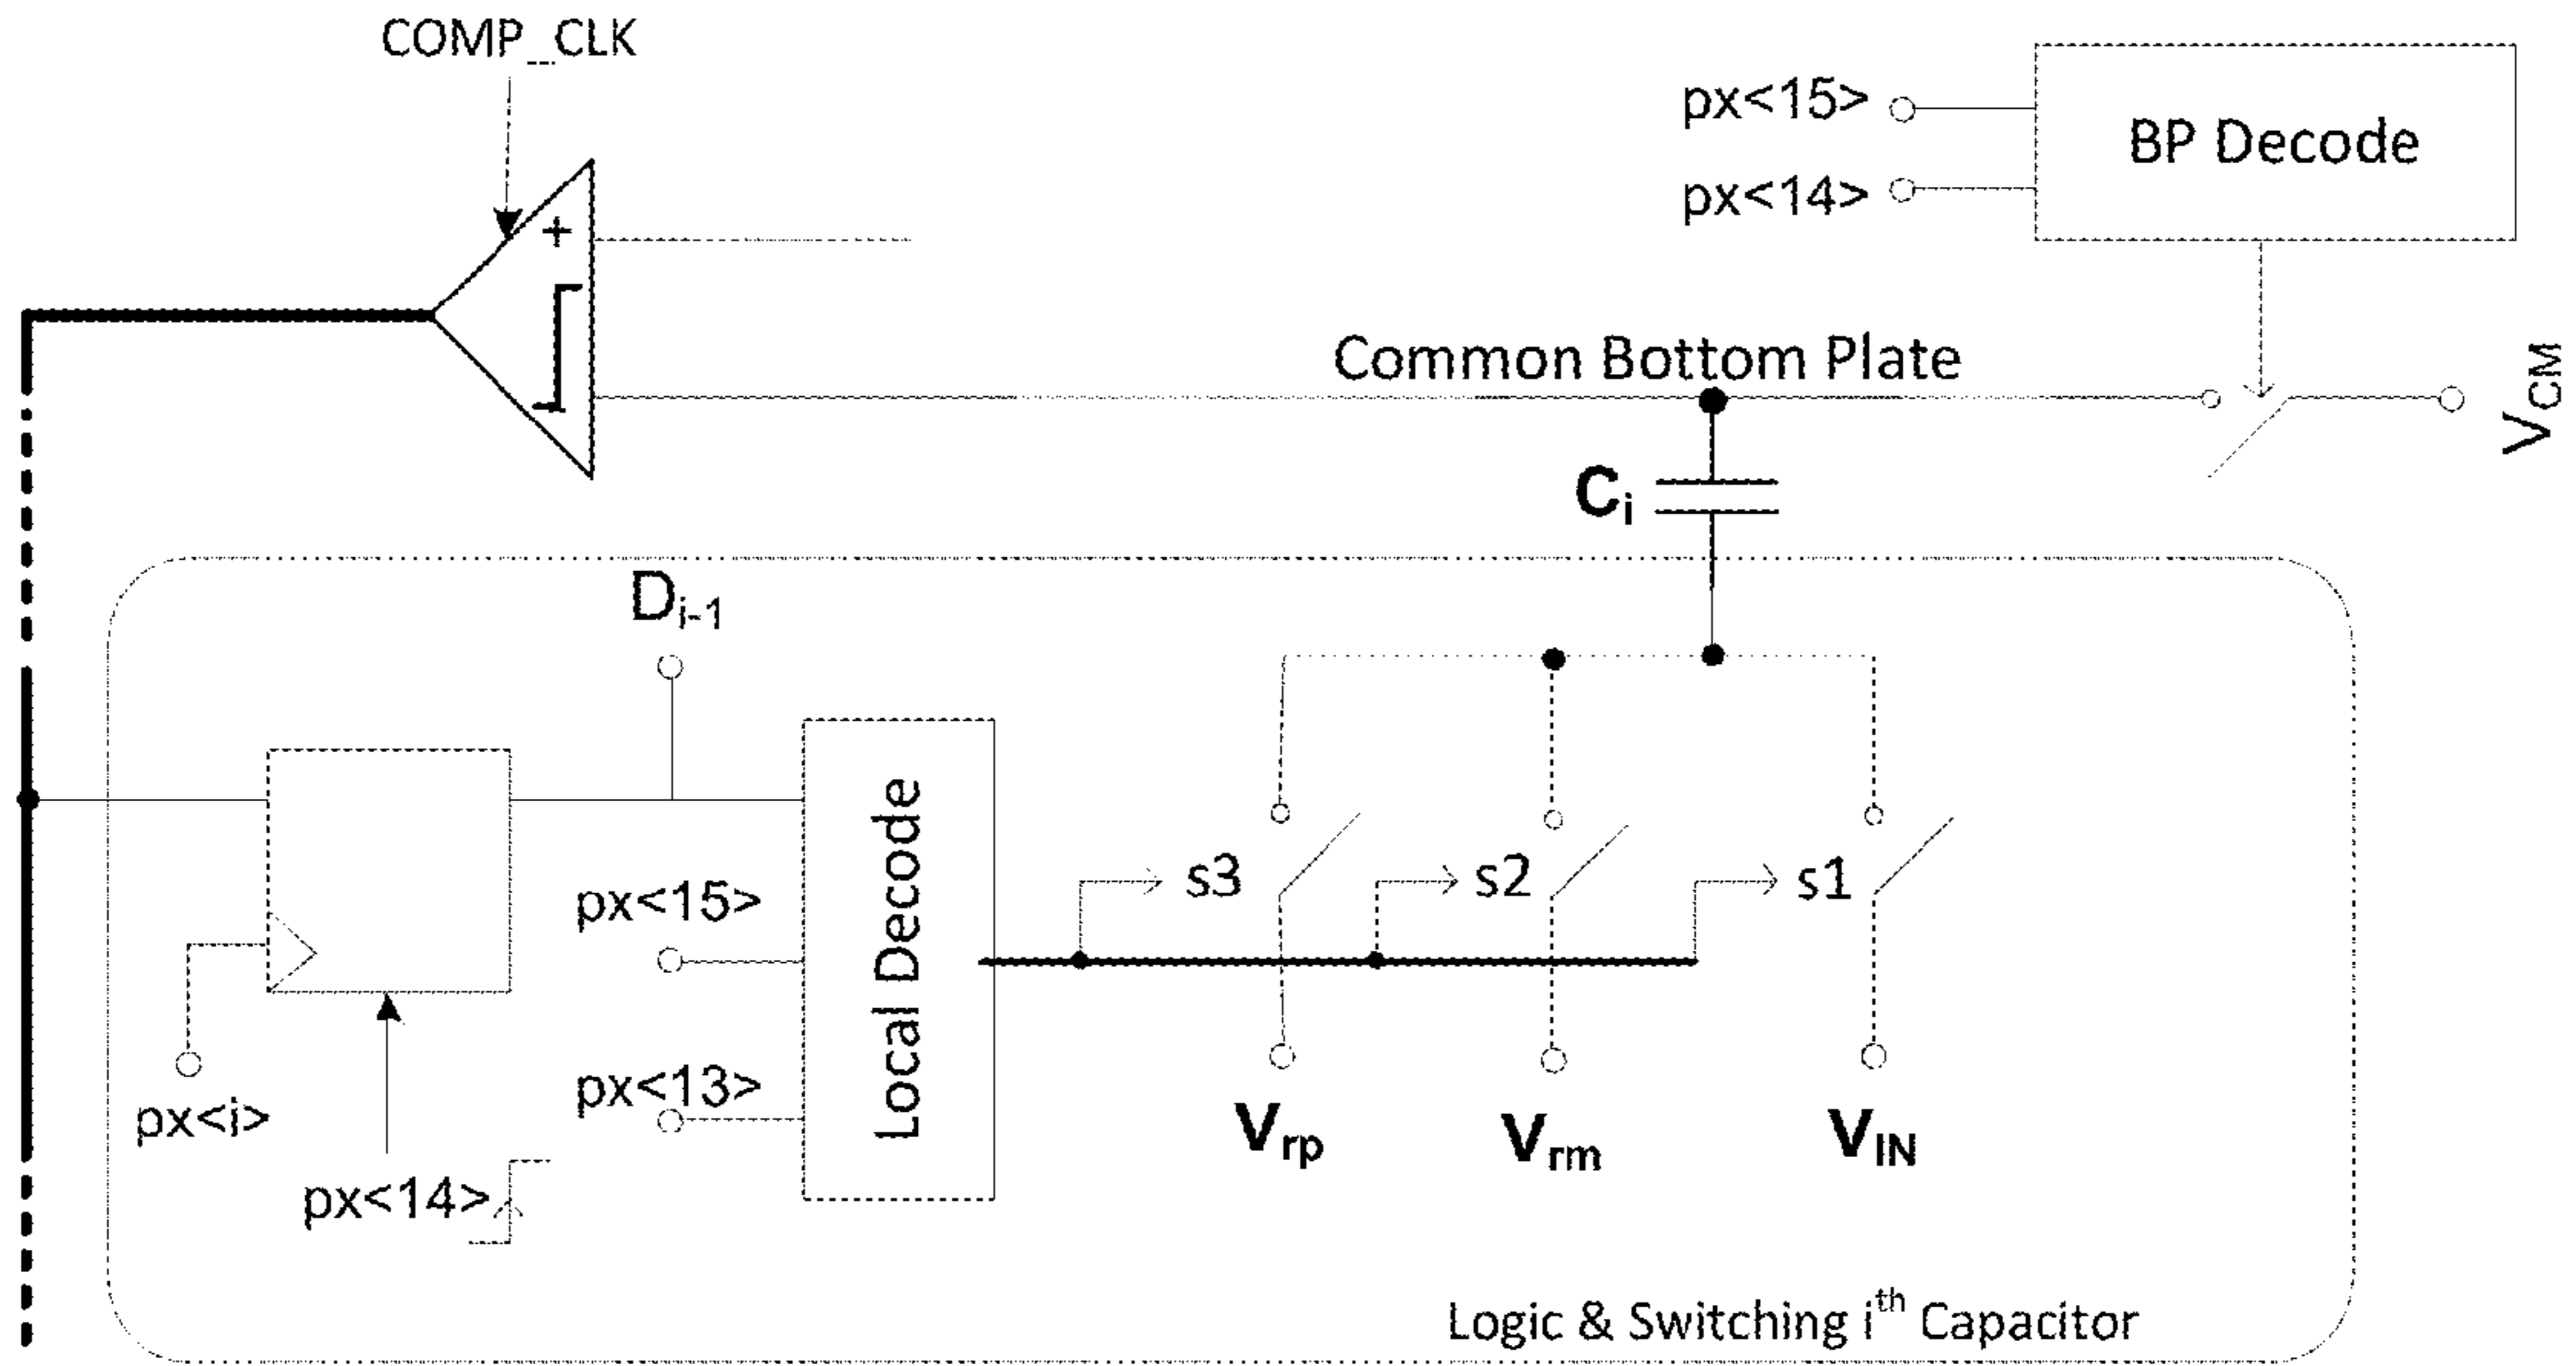 COMP_CLK
px<15>
px<14>
BP Decode
+
Common Bottom Plate
VCM
Ci
Di-1
px<15>
px<13>
Local Decode
s3
s2
s1
px<i>
px<14>
Vrp
Vrm
VIN
Logic & Switching ith Capacitor